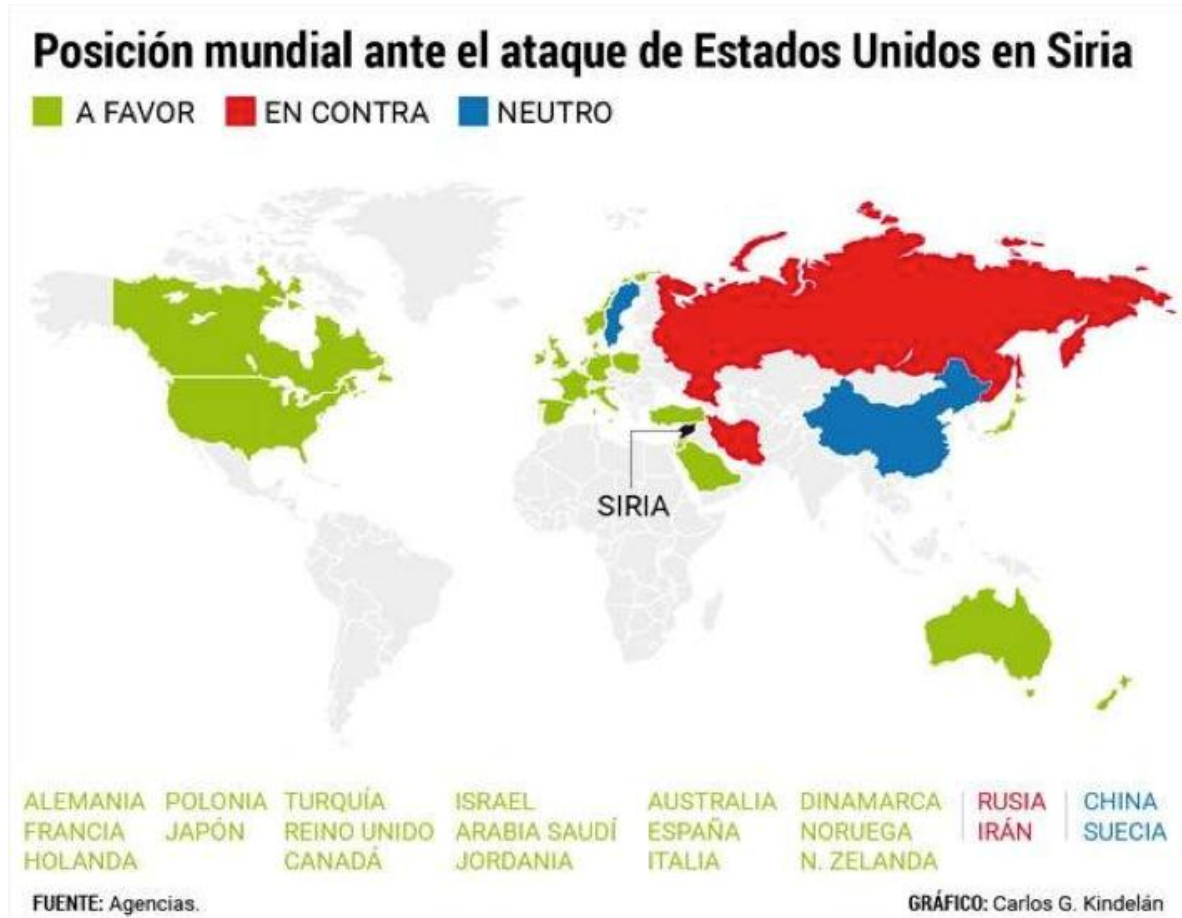 Posición mundial ante el ataque de Estados Unidos en Siria
A FAVOR EN CONTRA NEUTRO
SIRIA
ALEMANIA POLONIA TURQUÍA ISRAEL AUSTRALIA DINAMARCA RUSIA CHINA
FRANCIA JAPÓN REINO UNIDO ARABIA SAUDÍ ESPAÑA NORUEGA IRÁN SUECIA
HOLANDA CANADÁ JORDANIA ITALIA N. ZELANDA
FUENTE: Agencias. GRÁFICO: Carlos G. Kindelán